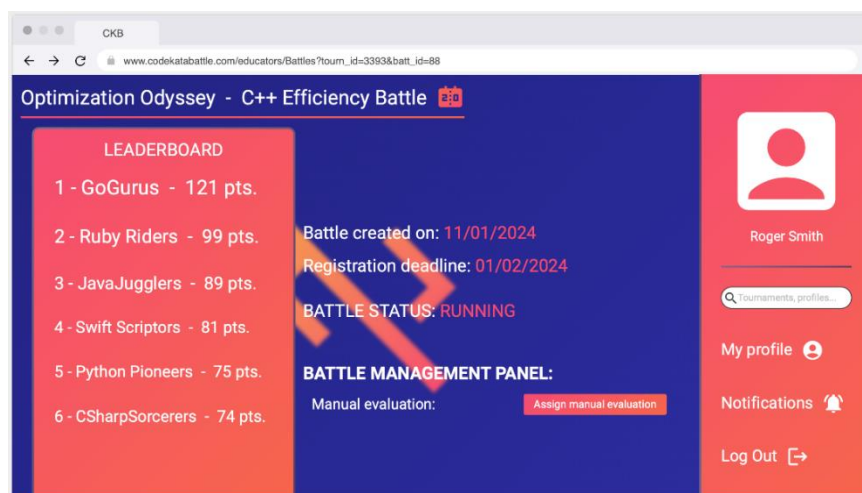 CKB
www.codekatabattle.com/educators/Battles?tourn_id=3393&batt_id=88
Optimization Odyssey - C++ Efficiency Battle
LEADERBOARD
1 - GoGurus - 121 pts.
2 - Ruby Riders - 99 pts.
3 - JavaJugglers - 89 pts.
4 - Swift Scriptors - 81 pts.
5 - Python Pioneers - 75 pts.
6 - CSharpSorcerers - 74 pts.
Battle created on: 11/01/2024
Registration deadline: 01/02/2024
BATTLE STATUS: RUNNING
BATTLE MANAGEMENT PANEL:
Manual evaluation: Assign manual evaluation
Roger Smith
Tournaments, profiles...
My profile
Notifications
Log Out